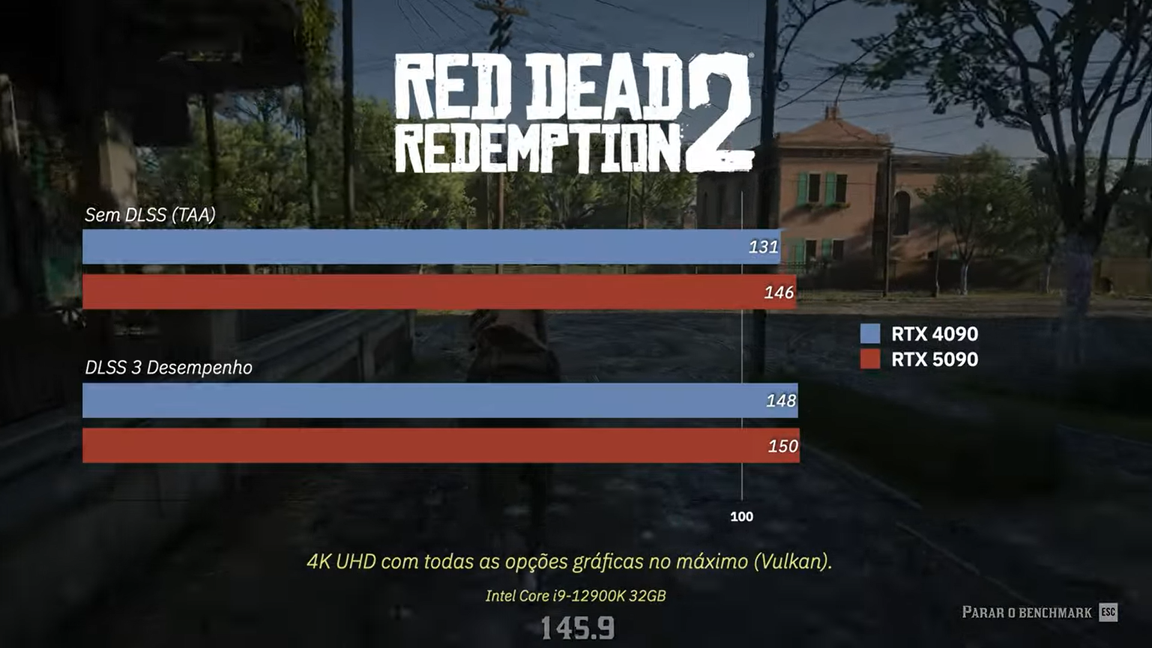 RED DEAD
REDEMPTION 2
Sem DLSS (TAA)
131
146
RTX 4090
RTX 5090
DLSS 3 Desempenho
148
150
100
4K UHD com todas as opções gráficas no máximo (Vulkan).
Intel Core i9-12900K 32GB
PARAR O BENCHMARK ESC
145.9